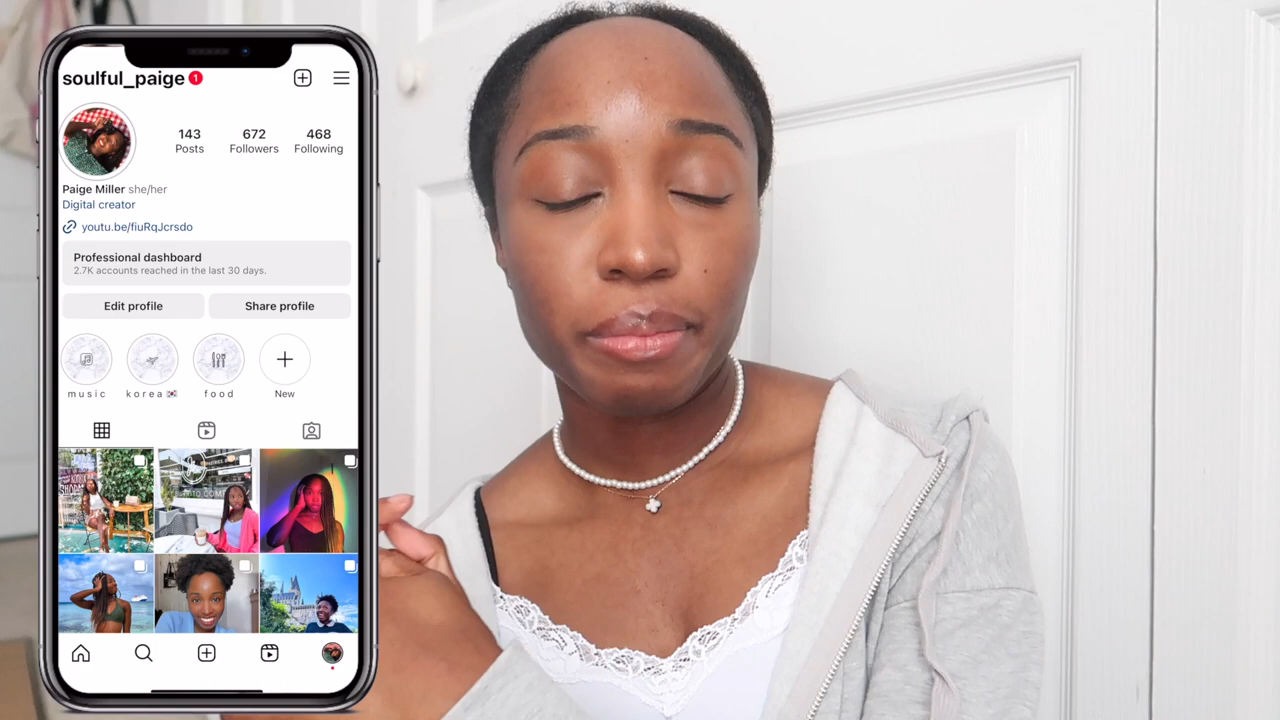 soulful_paige 1
143 672 468
Posts Followers Following
Paige Miller she/her
Digital creator
youtu.be/fiuRqJcrsdo
Professional dashboard
2.7K accounts reached in the last 30 days.
Edit profile Share profile
music korea 🇰🇷 food New